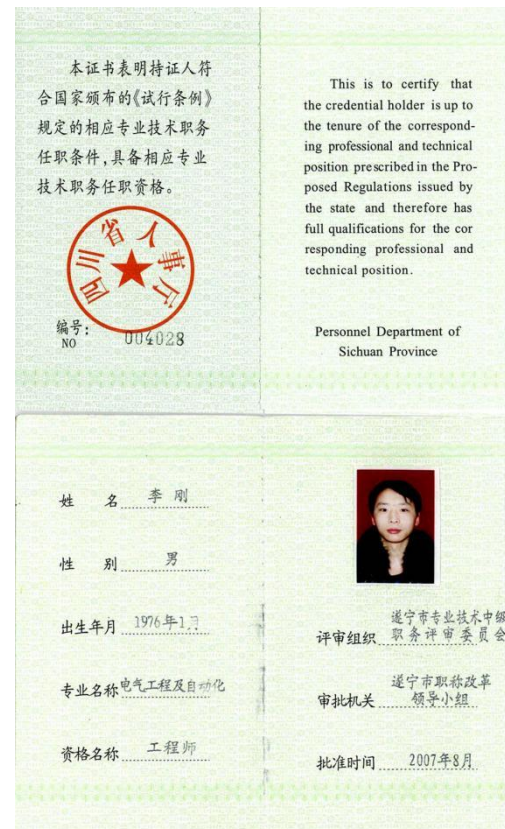 本证书表明持证人符
合国家颁布的《试行条例》
规定的相应专业技术职务
任职条件,具备相应专业
技术职务任职资格。
四川省人事厅
编号:
NO 004028
This is to certify that
the credential holder is up to
the tenure of the correspond-
ing professional and technical
position prescribed in the Pro-
posed Regulations issued by
the state and therefore has
full qualifications for the cor
responding professional and
technical position.
Personnel Department of
Sichuan Province
姓 名 李刚
性 别 男
出生年月 1976年1月
专业名称 电气工程及自动化
资格名称 工程师
遂宁市专业技术中级
评审组织 职务评审委员会
遂宁市职称改革
审批机关 领导小组
批准时间 2007年8月